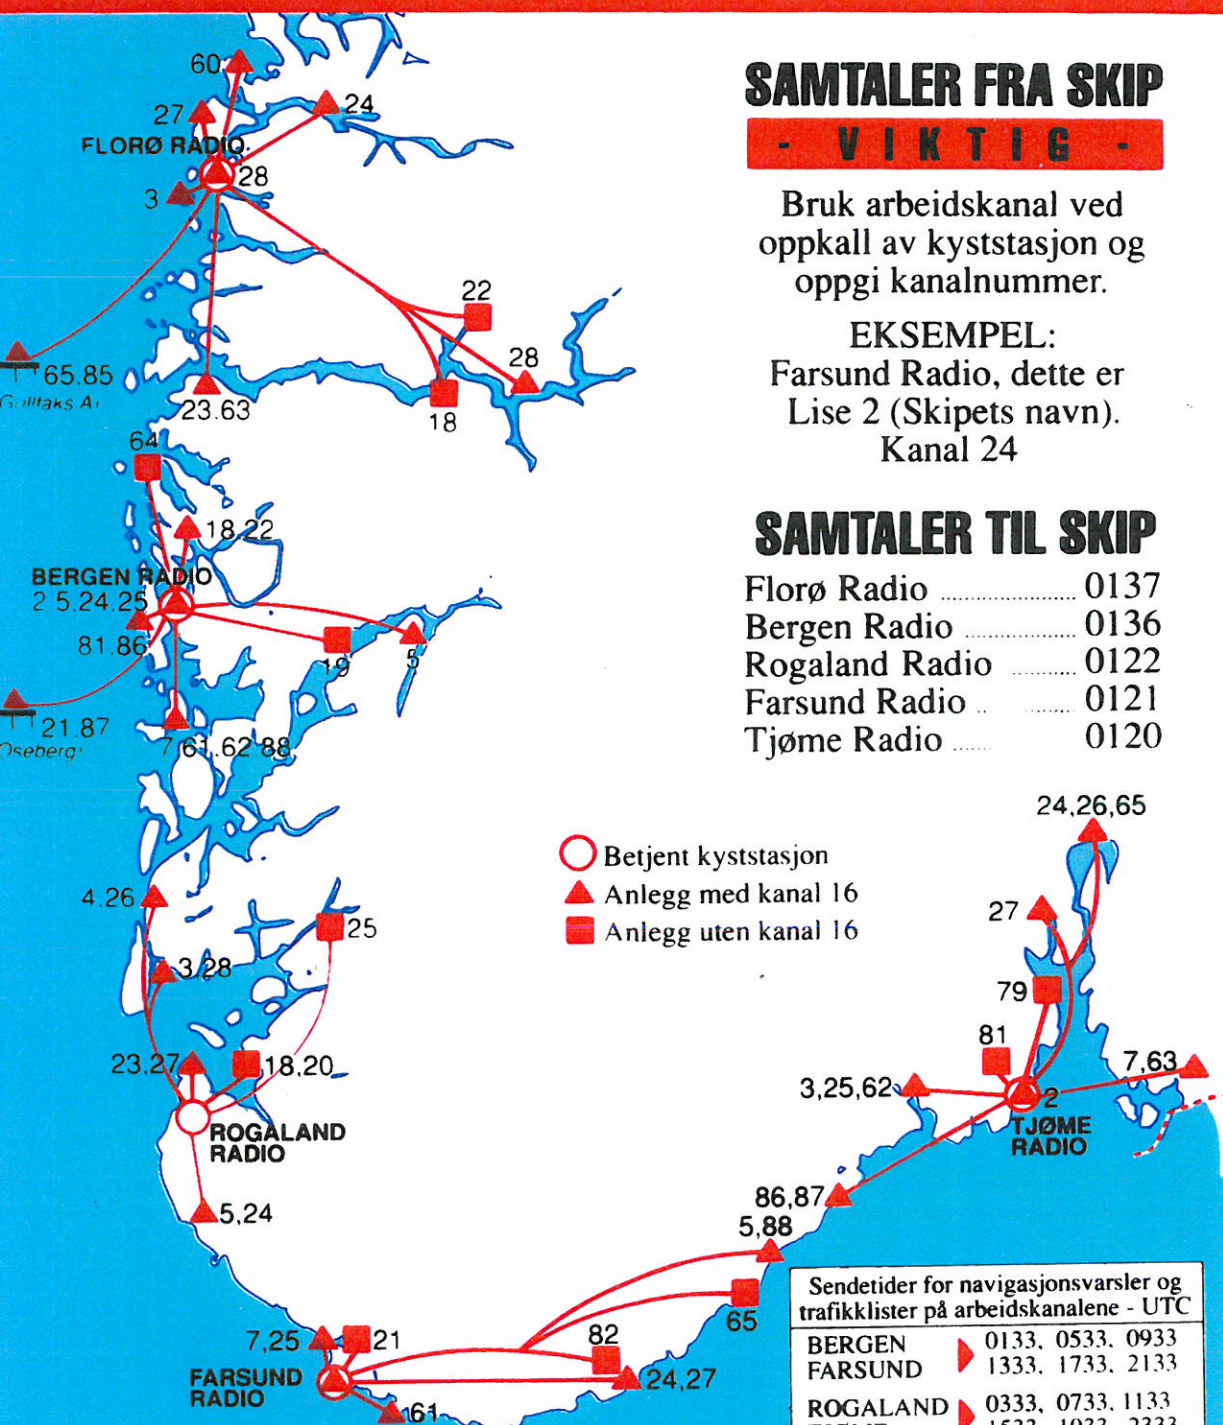 SAMTALER FRA SKIP
- VIKTIG -
Bruk arbeidskanal ved
oppkall av kyststasjon og
oppgi kanalnummer.
EKSEMPEL:
Farsund Radio, dette er
Lise 2 (Skipets navn).
Kanal 24
SAMTALER TIL SKIP
Florø Radio 0137
Bergen Radio 0136
Rogaland Radio 0122
Farsund Radio 0121
Tjøme Radio 0120
Betjent kyststasjon
Anlegg med kanal 16
Anlegg uten kanal 16
60
27
24
FLORØ RADIO
28
3
22
65.85
28
23.63
18
64
18.22
BERGEN RADIO
2 5.24.25
81.86
19
5
21.87
Oseberg
7 61.62 88
4.26
25
3.28
23.27
18,20
ROGALAND
RADIO
5,24
24,26,65
27
79
81
7,63
3,25,62
2
TJØME
RADIO
86,87
5,88
65
82
7,25
21
24,27
FARSUND
RADIO
61
Sendetider for navigasjonsvarsler og
trafikklister på arbeidskanalene - UTC
BERGEN 0133, 0533, 0933
FARSUND 1333, 1733, 2133
ROGALAND 0333, 0733, 1133